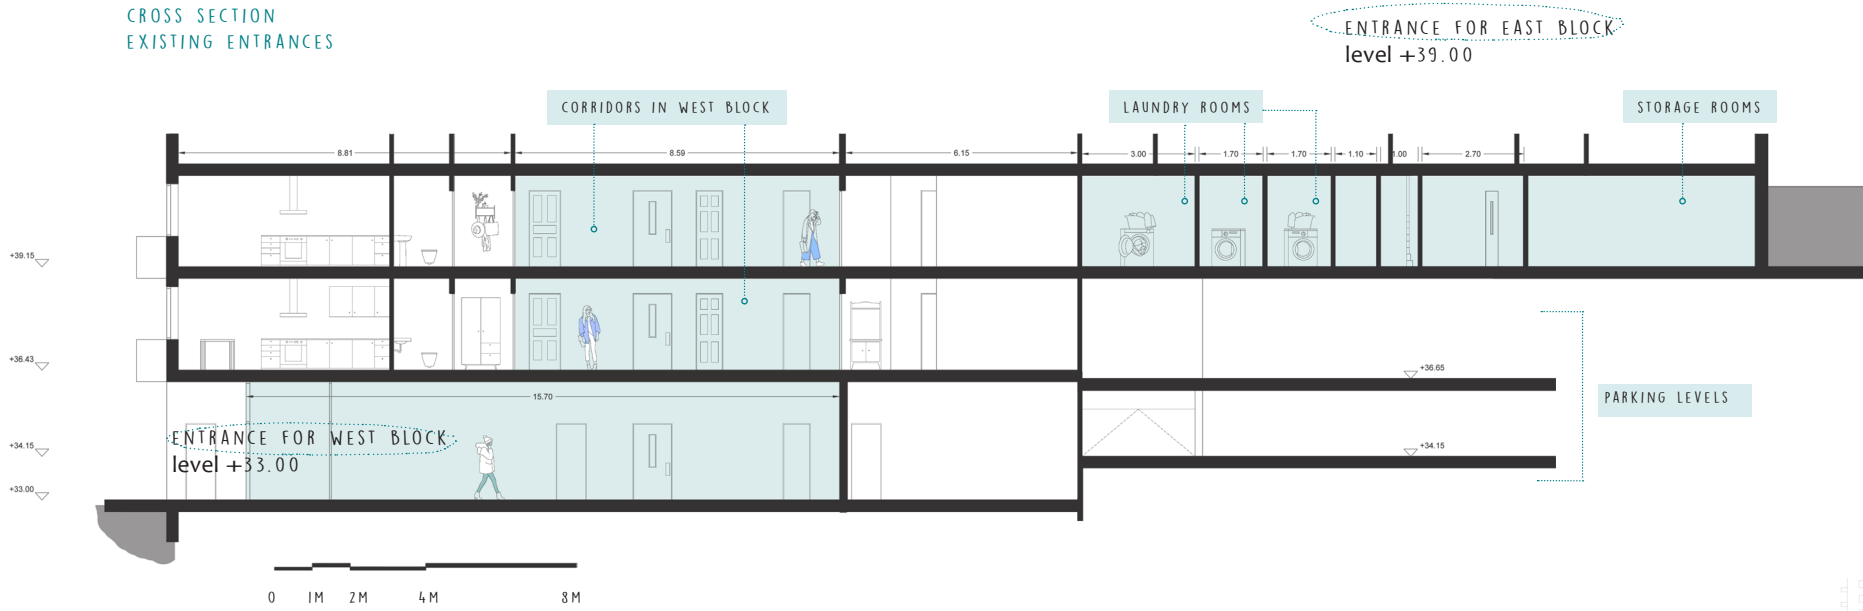 CROSS SECTION
EXISTING ENTRANCES
ENTRANCE FOR EAST BLOCK
level +39.00
CORRIDORS IN WEST BLOCK
LAUNDRY ROOMS
STORAGE ROOMS
8.81
8.59
6.15
3.00
1.70
1.70
1.10
1.00
2.70
+39.15
+36.43
+36.65
PARKING LEVELS
15.70
ENTRANCE FOR WEST BLOCK
level +33.00
+34.15
+34.15
+33.00
0 1M 2M 4M 8M